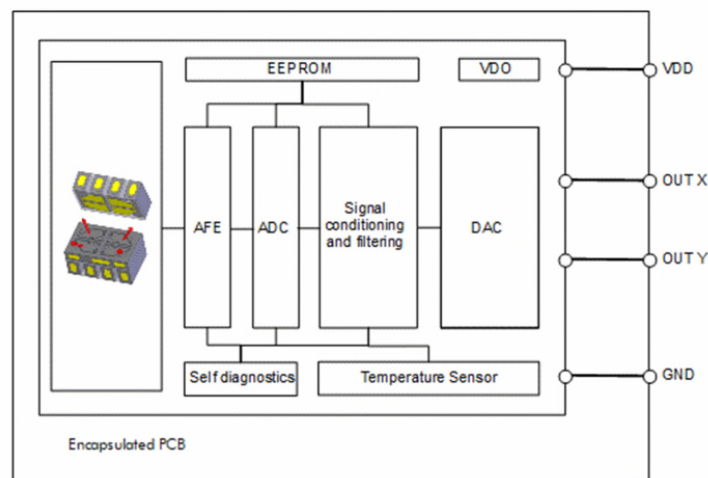 EEPROM
VDO
VDD
OUT X
AFE
ADC
Signal
conditioning
and filtering
DAC
OUT Y
Self diagnostics
Temperature Sensor
GND
Encapsulated PCB